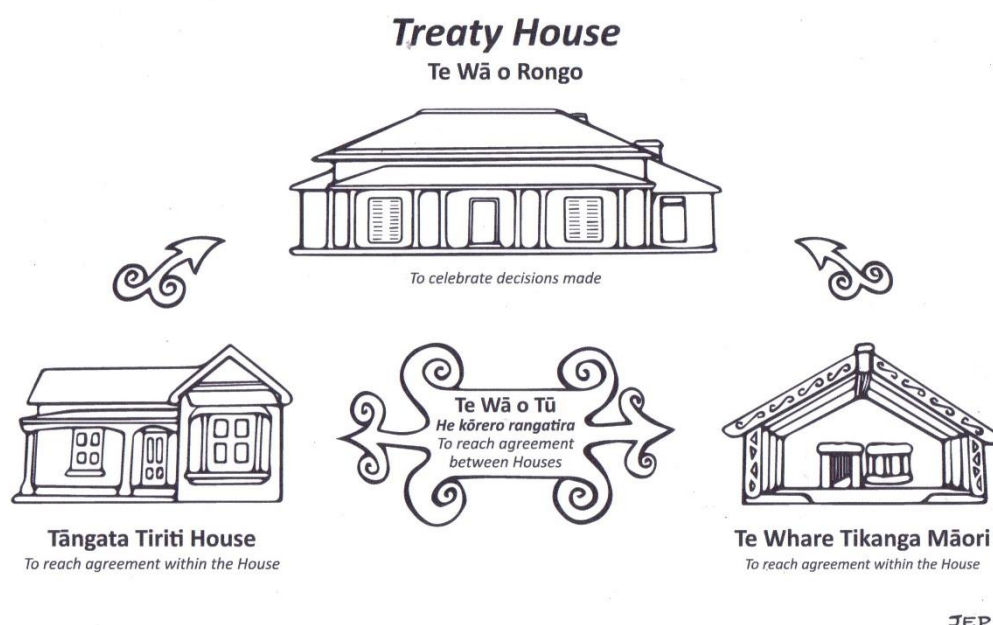 Treaty House
Te Wā o Rongo
To celebrate decisions made
Te Wā o Tū
He kōrero rangatira
To reach agreement
between Houses
Tāngata Tiriti House
To reach agreement within the House
Te Whare Tikanga Māori
To reach agreement within the House
JEP